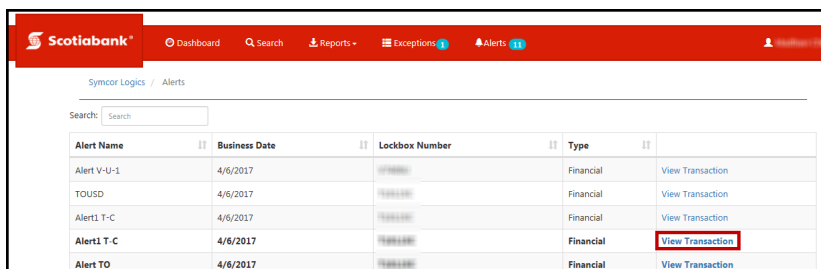 Scotiabank® Dashboard Search Reports Exceptions 1 Alerts 11
Symcor Logics / Alerts
Search: Search
Alert Name Business Date Lockbox Number Type
Alert V-U-1 4/6/2017 Financial View Transaction
TOUSD 4/6/2017 Financial View Transaction
Alert1 T-C 4/6/2017 Financial View Transaction
Alert1 T-C 4/6/2017 Financial View Transaction
Alert TO 4/6/2017 Financial View Transaction